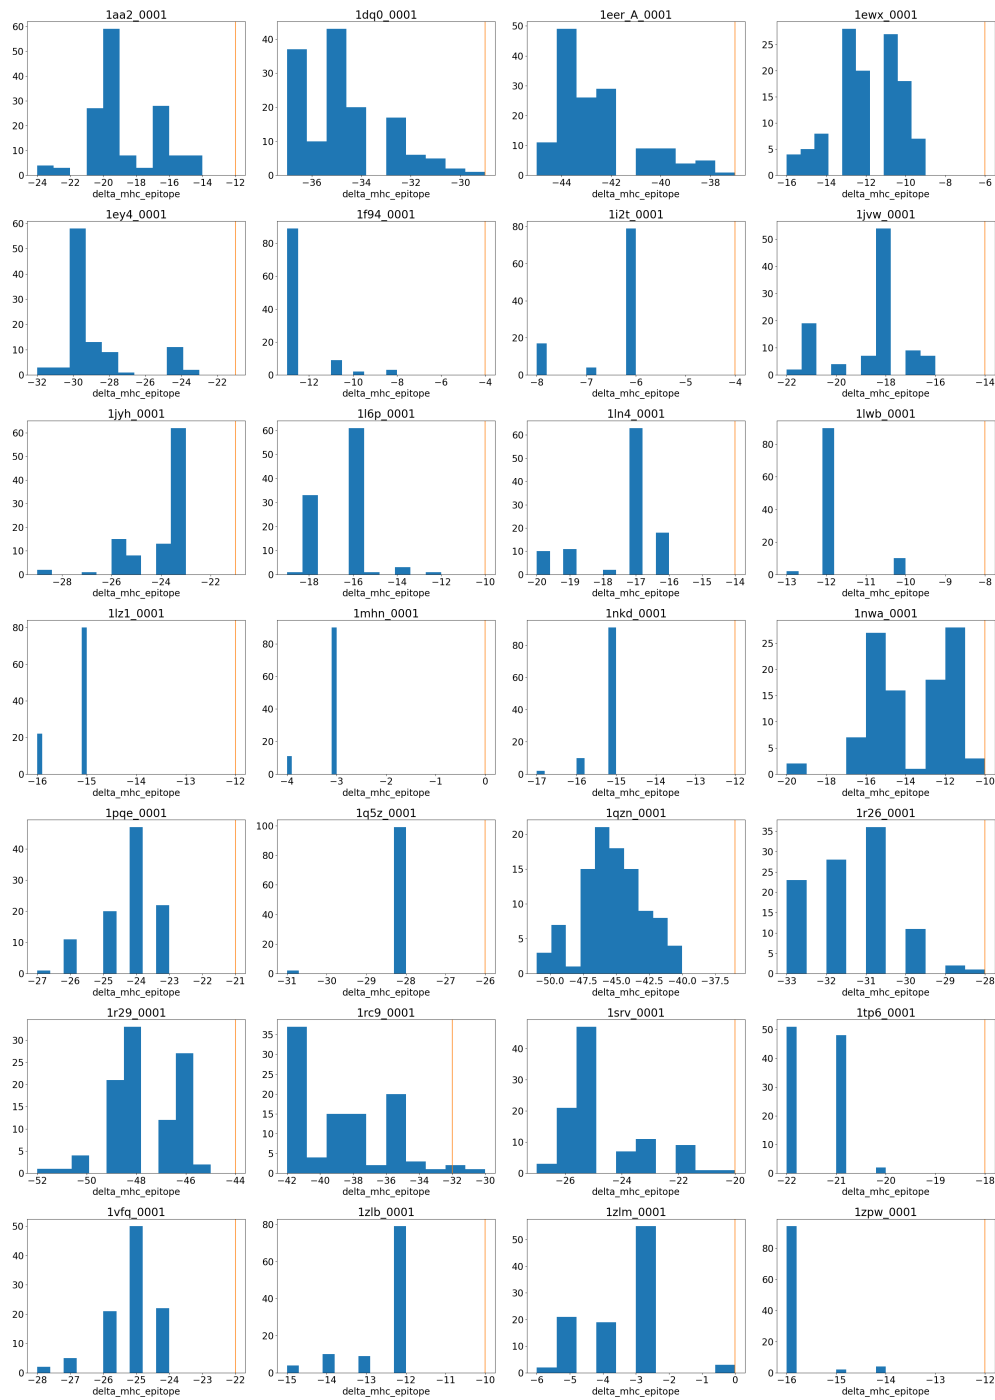 1aa2_0001
60
50
40
30
20
10
0
−24 −22 −20 −18 −16 −14 −12
delta_mhc_epitope
1dq0_0001
40
30
20
10
0
−36 −34 −32 −30
delta_mhc_epitope
1eer_A_0001
50
40
30
20
10
0
−44 −42 −40 −38
delta_mhc_epitope
1ewx_0001
25
20
15
10
5
0
−16 −14 −12 −10 −8 −6
delta_mhc_epitope
1ey4_0001
60
50
40
30
20
10
0
−32 −30 −28 −26 −24 −22
delta_mhc_epitope
1f94_0001
80
60
40
20
0
−12 −10 −8 −6 −4
delta_mhc_epitope
1i2t_0001
80
60
40
20
0
−8 −7 −6 −5 −4
delta_mhc_epitope
1jvw_0001
50
40
30
20
10
0
−22 −20 −18 −16 −14
delta_mhc_epitope
1jyh_0001
60
50
40
30
20
10
0
−28 −26 −24 −22
delta_mhc_epitope
1l6p_0001
60
50
40
30
20
10
0
−18 −16 −14 −12 −10
delta_mhc_epitope
1ln4_0001
60
50
40
30
20
10
0
−20 −19 −18 −17 −16 −15 −14
delta_mhc_epitope
1lwb_0001
80
60
40
20
0
−13 −12 −11 −10 −9 −8
delta_mhc_epitope
1lz1_0001
80
60
40
20
0
−16 −15 −14 −13 −12
delta_mhc_epitope
1mhn_0001
80
60
40
20
0
−4 −3 −2 −1 0
delta_mhc_epitope
1nkd_0001
80
60
40
20
0
−17 −16 −15 −14 −13 −12
delta_mhc_epitope
1nwa_0001
25
20
15
10
5
0
−20 −18 −16 −14 −12 −10
delta_mhc_epitope
1pqe_0001
40
30
20
10
0
−27 −26 −25 −24 −23 −22 −21
delta_mhc_epitope
1q5z_0001
100
80
60
40
20
0
−31 −30 −29 −28 −27 −26
delta_mhc_epitope
1qzn_0001
20
15
10
5
0
−50.0 −47.5 −45.0 −42.5 −40.0 −37.5
delta_mhc_epitope
1r26_0001
35
30
25
20
15
10
5
0
−33 −32 −31 −30 −29 −28
delta_mhc_epitope
1r29_0001
30
25
20
15
10
5
0
−52 −50 −48 −46 −44
delta_mhc_epitope
1rc9_0001
35
30
25
20
15
10
5
0
−42 −40 −38 −36 −34 −32 −30
delta_mhc_epitope
1srv_0001
40
30
20
10
0
−26 −24 −22 −20
delta_mhc_epitope
1tp6_0001
50
40
30
20
10
0
−22 −21 −20 −19 −18
delta_mhc_epitope
1vfq_0001
50
40
30
20
10
0
−28 −27 −26 −25 −24 −23 −22
delta_mhc_epitope
1zlb_0001
80
60
40
20
0
−15 −14 −13 −12 −11 −10
delta_mhc_epitope
1zlm_0001
50
40
30
20
10
0
−6 −5 −4 −3 −2 −1 0
delta_mhc_epitope
1zpw_0001
80
60
40
20
0
−16 −15 −14 −13 −12
delta_mhc_epitope